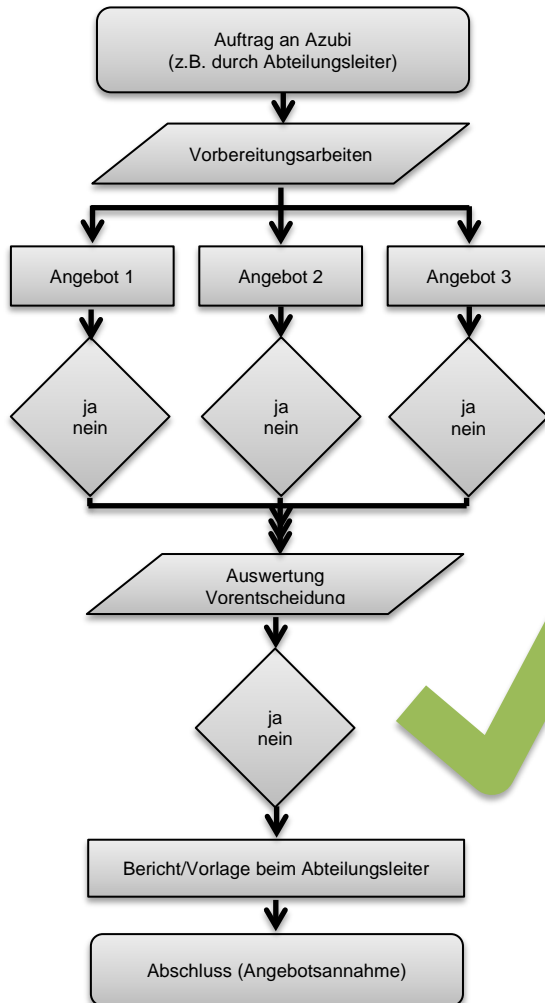 Auftrag an Azubi
(z.B. durch Abteilungsleiter)
Vorbereitungsarbeiten
Angebot 1
Angebot 2
Angebot 3
ja
nein
ja
nein
ja
nein
Auswertung
Vorentscheidung
ja
nein
Bericht/Vorlage beim Abteilungsleiter
Abschluss (Angebotsannahme)